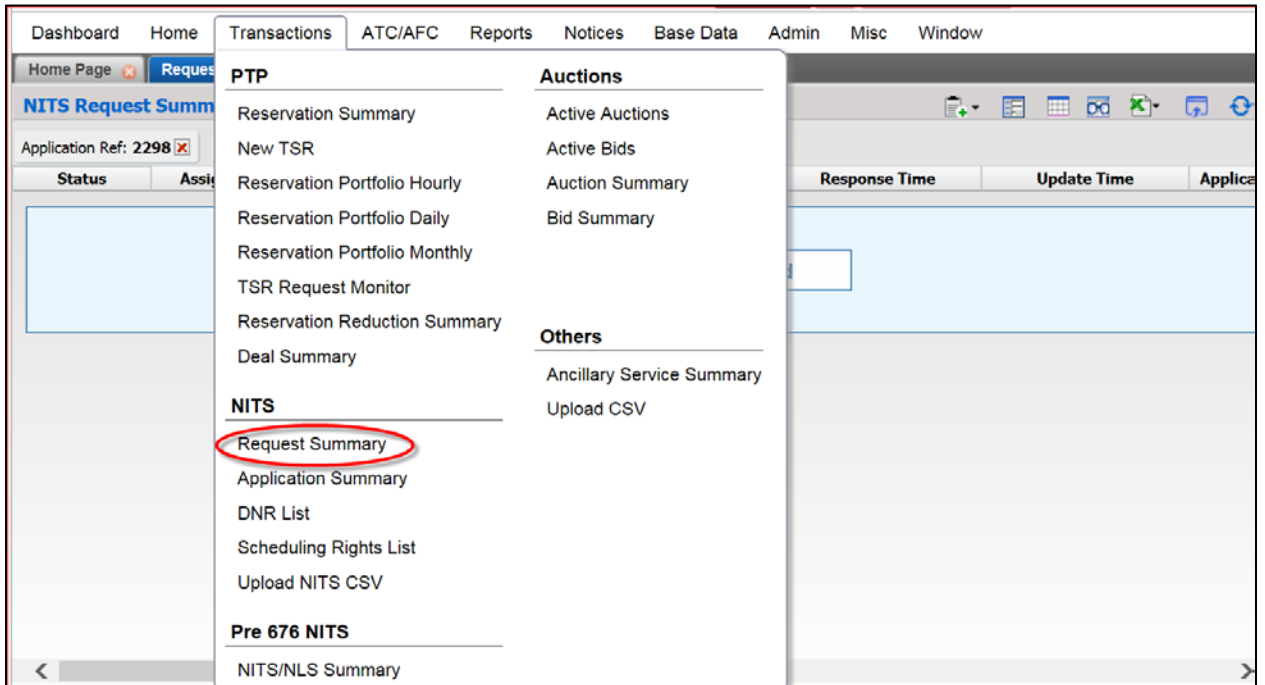 Dashboard Home Transactions ATC/AFC Reports Notices Base Data Admin Misc Window
Home Page Reques
NITS Request Summ
Application Ref: 2298
Status Assig Response Time Update Time Applica
PTP
Reservation Summary
New TSR
Reservation Portfolio Hourly
Reservation Portfolio Daily
Reservation Portfolio Monthly
TSR Request Monitor
Reservation Reduction Summary
Deal Summary
NITS
Request Summary
Application Summary
DNR List
Scheduling Rights List
Upload NITS CSV
Pre 676 NITS
NITS/NLS Summary
Auctions
Active Auctions
Active Bids
Auction Summary
Bid Summary
Others
Ancillary Service Summary
Upload CSV